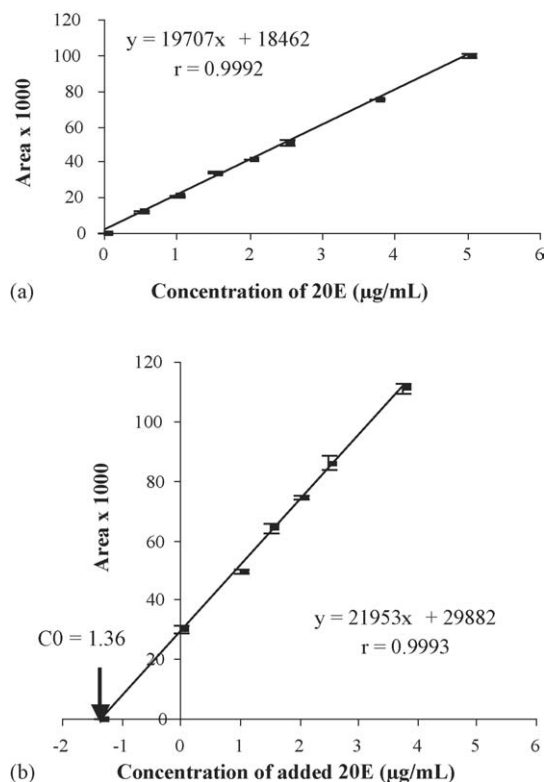 120
y = 19707x + 18462
r = 0.9992
100
80
60
40
20
0
Area x 1000
0 1 2 3 4 5 6
(a) Concentration of 20E (µg/mL)
120
100
80
60
40
20
0
Area x 1000
y = 21953x + 29882
r = 0.9993
C0 = 1.36
-2 -1 0 1 2 3 4 5 6
(b) Concentration of added 20E (µg/mL)